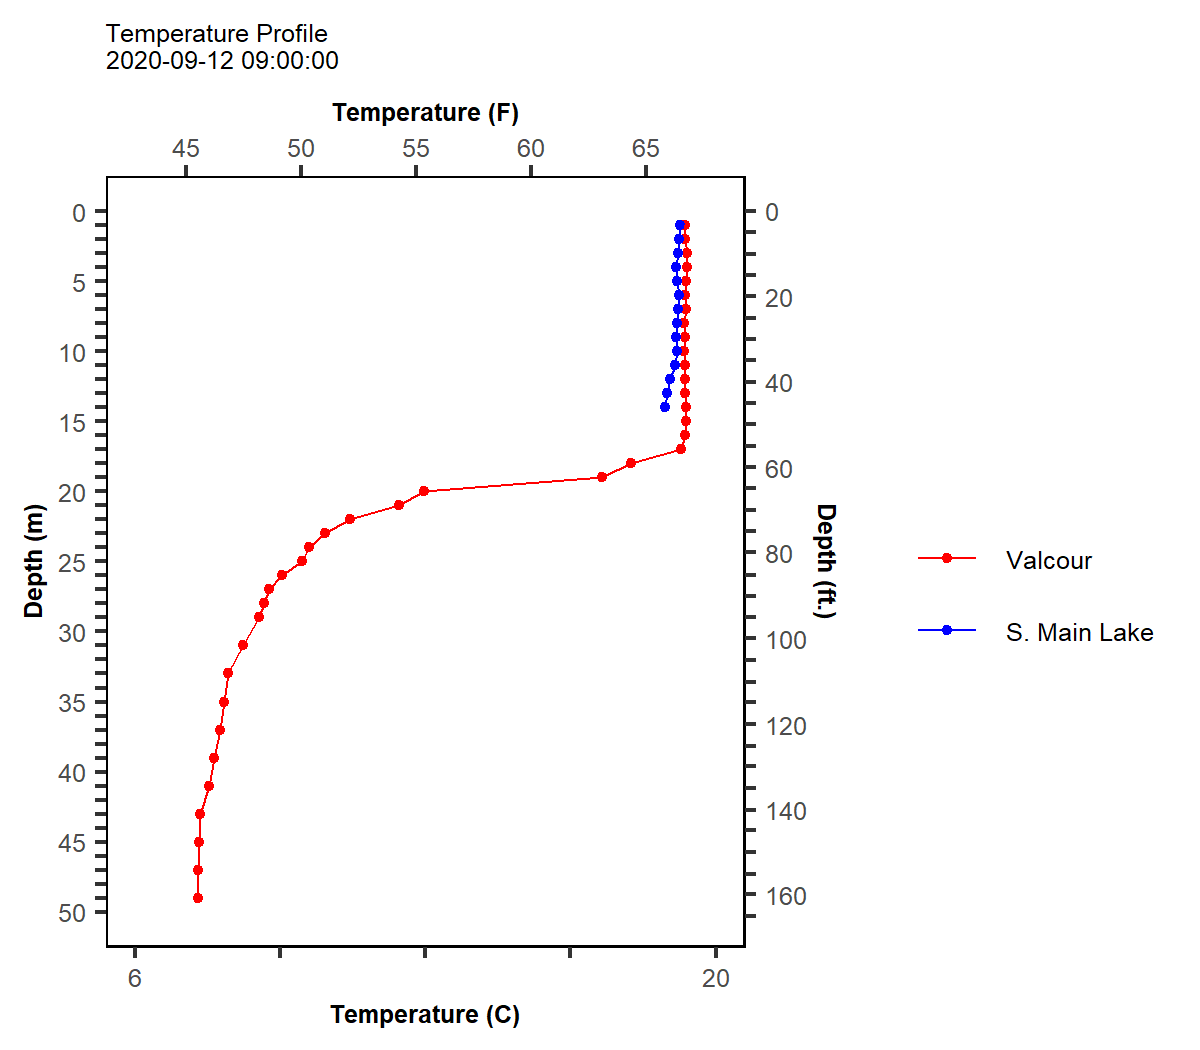 Temperature Profile
2020-09-12 09:00:00
Temperature (F)
45 50 55 60 65
0
5
10
15
20
25
30
35
40
45
50
Depth (m)
0
20
40
60
80
100
120
140
160
Depth (ft.)
6 20
Temperature (C)
Valcour
S. Main Lake